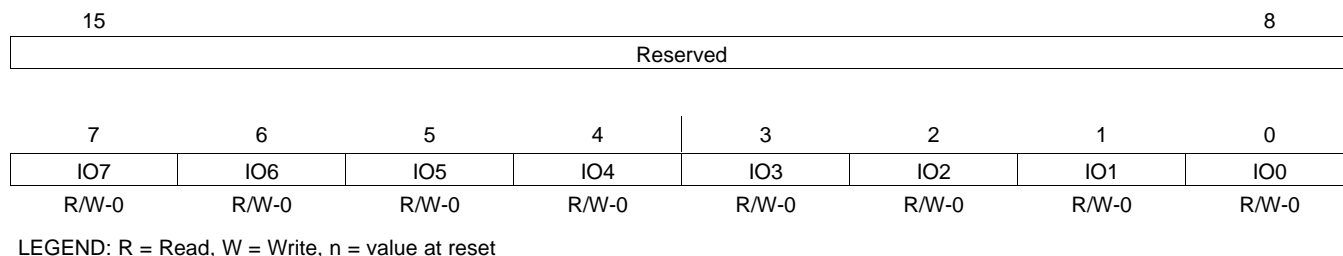 15 8
Reserved
7 6 5 4 3 2 1 0
IO7 IO6 IO5 IO4 IO3 IO2 IO1 IO0
R/W-0 R/W-0 R/W-0 R/W-0 R/W-0 R/W-0 R/W-0 R/W-0
LEGEND: R = Read, W = Write, n = value at reset